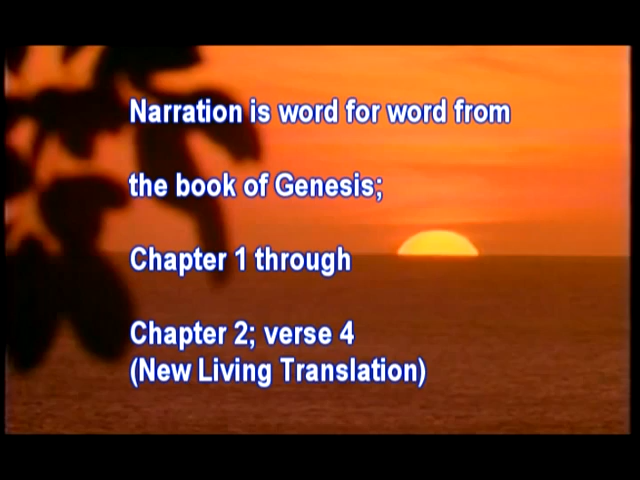 Narration is word for word from
the book of Genesis;
Chapter 1 through
Chapter 2; verse 4
(New Living Translation)